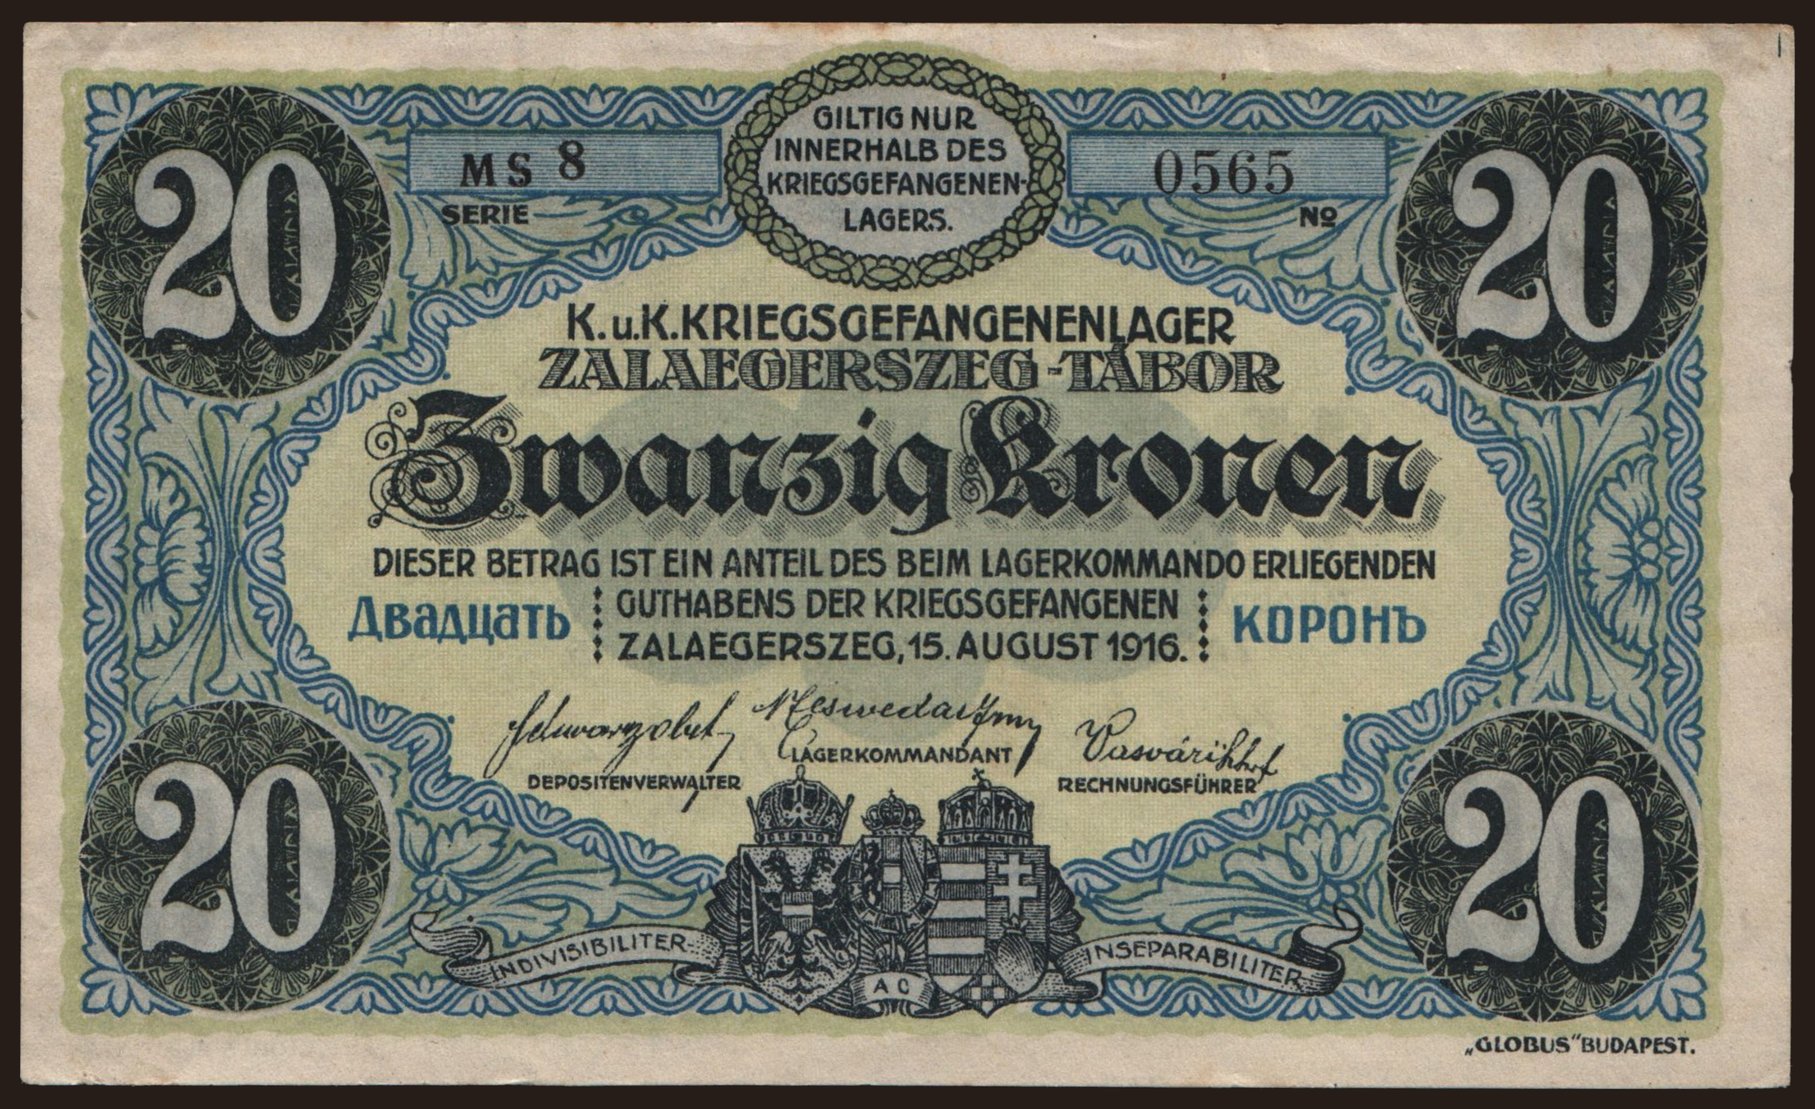 20
20
MS 8
SERIE
GILTIG NUR
INNERHALB DES
KRIEGSGEFANGENEN-
LAGERS.
0565
No
K.u.K.KRIEGSGEFANGENENLAGER
ZALAEGERSZEG-TÁBOR
Zwanzig Kronen
DIESER BETRAG IST EIN ANTEIL DES BEIM LAGERKOMMANDO ERLIEGENDEN
Двадцать GUTHABENS DER KRIEGSGEFANGENEN КОРОНЪ
ZALAEGERSZEG, 15. AUGUST 1916.
DEPOSITENVERWALTER
LAGERKOMMANDANT
RECHNUNGSFÜHRER
20
20
INDIVISIBILITER-
AC
INSEPARABILITER
„GLOBUS“ BUDAPEST.